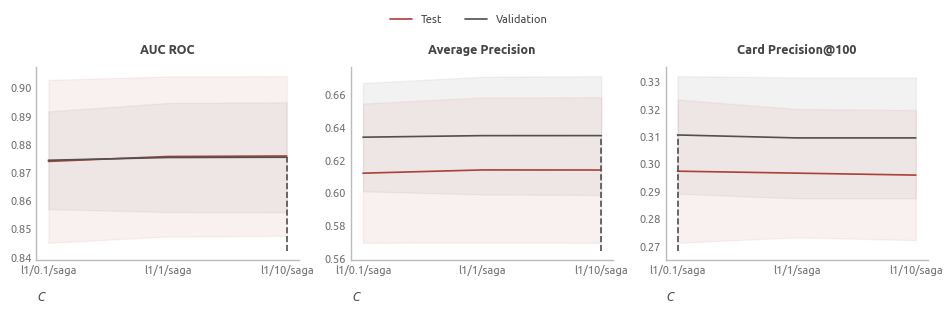 Test Validation
AUC ROC Average Precision Card Precision@100
0.90
0.89
0.88
0.87
0.86
0.85
0.84
l1/0.1/saga l1/1/saga l1/10/saga
C
0.66
0.64
0.62
0.60
0.58
0.56
l1/0.1/saga l1/1/saga l1/10/saga
C
0.33
0.32
0.31
0.30
0.29
0.28
0.27
l1/0.1/saga l1/1/saga l1/10/saga
C